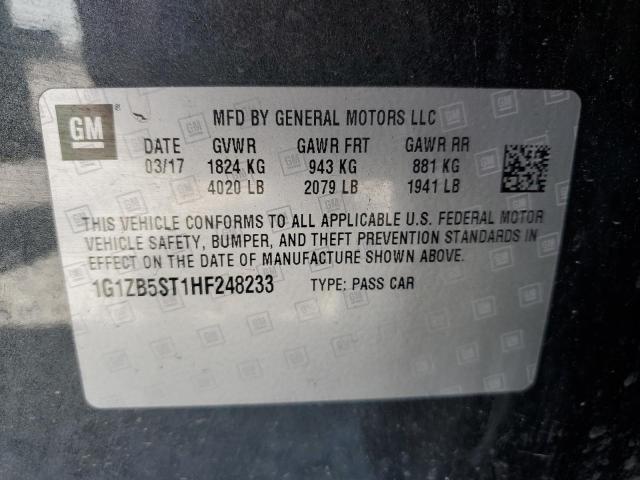 GM ®
MFD BY GENERAL MOTORS LLC
DATE GVWR GAWR FRT GAWR RR
03/17 1824 KG 943 KG 881 KG
4020 LB 2079 LB 1941 LB
THIS VEHICLE CONFORMS TO ALL APPLICABLE U.S. FEDERAL MOTOR
VEHICLE SAFETY, BUMPER, AND THEFT PREVENTION STANDARDS IN
EFFECT ON THE DATE OF MANUFACTURE SHOWN ABOVE.
1G1ZB5ST1HF248233 TYPE: PASS CAR